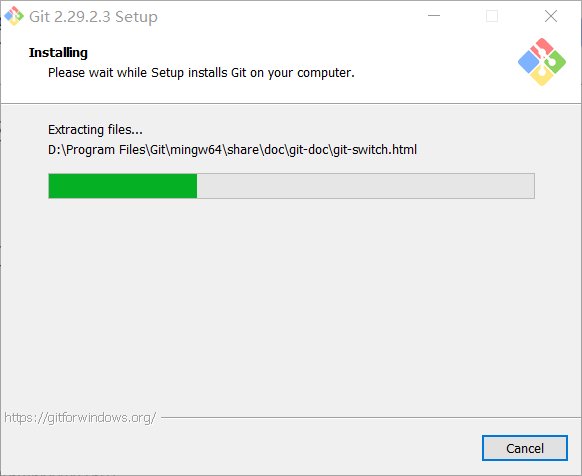 Git 2.29.2.3 Setup
Installing
Please wait while Setup installs Git on your computer.
Extracting files...
D:\Program Files\Git\mingw64\share\doc\git-doc\git-switch.html
https://gitforwindows.org/
Cancel